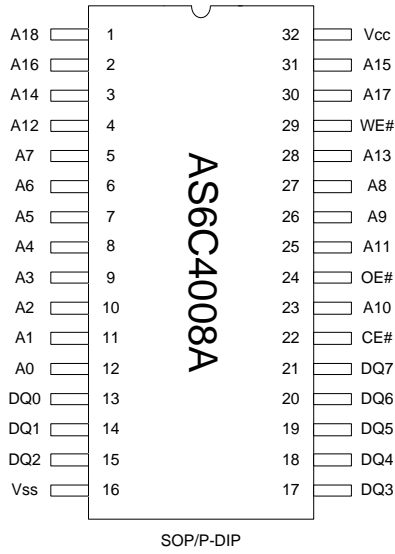 A18 1 32 Vcc
A16 2 31 A15
A14 3 30 A17
A12 4 29 WE#
A7 5 28 A13
A6 6 27 A8
A5 7 26 A9
A4 8 25 A11
A3 9 24 OE#
A2 10 23 A10
A1 11 22 CE#
A0 12 21 DQ7
DQ0 13 20 DQ6
DQ1 14 19 DQ5
DQ2 15 18 DQ4
Vss 16 17 DQ3
AS6C4008A
SOP/P-DIP